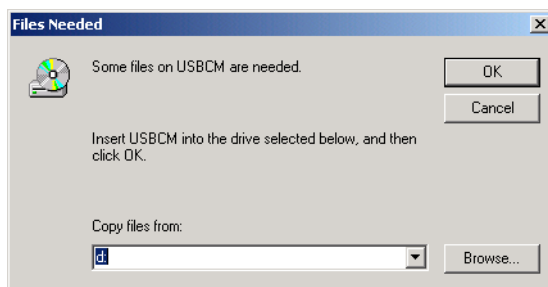 Files Needed
Some files on USBCM are needed.
OK
Cancel
Insert USBCM into the drive selected below, and then
click OK.
Copy files from:
d:
Browse...